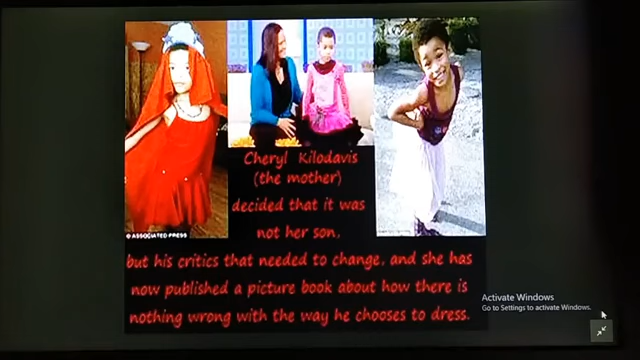 © ASSOCIATED PRESS
Cheryl Kilodavis
(the mother)
decided that it was
not her son,
but his critics that needed to change, and she has
now published a picture book about how there is
nothing wrong with the way he chooses to dress.
Activate Windows
Go to Settings to activate Windows.